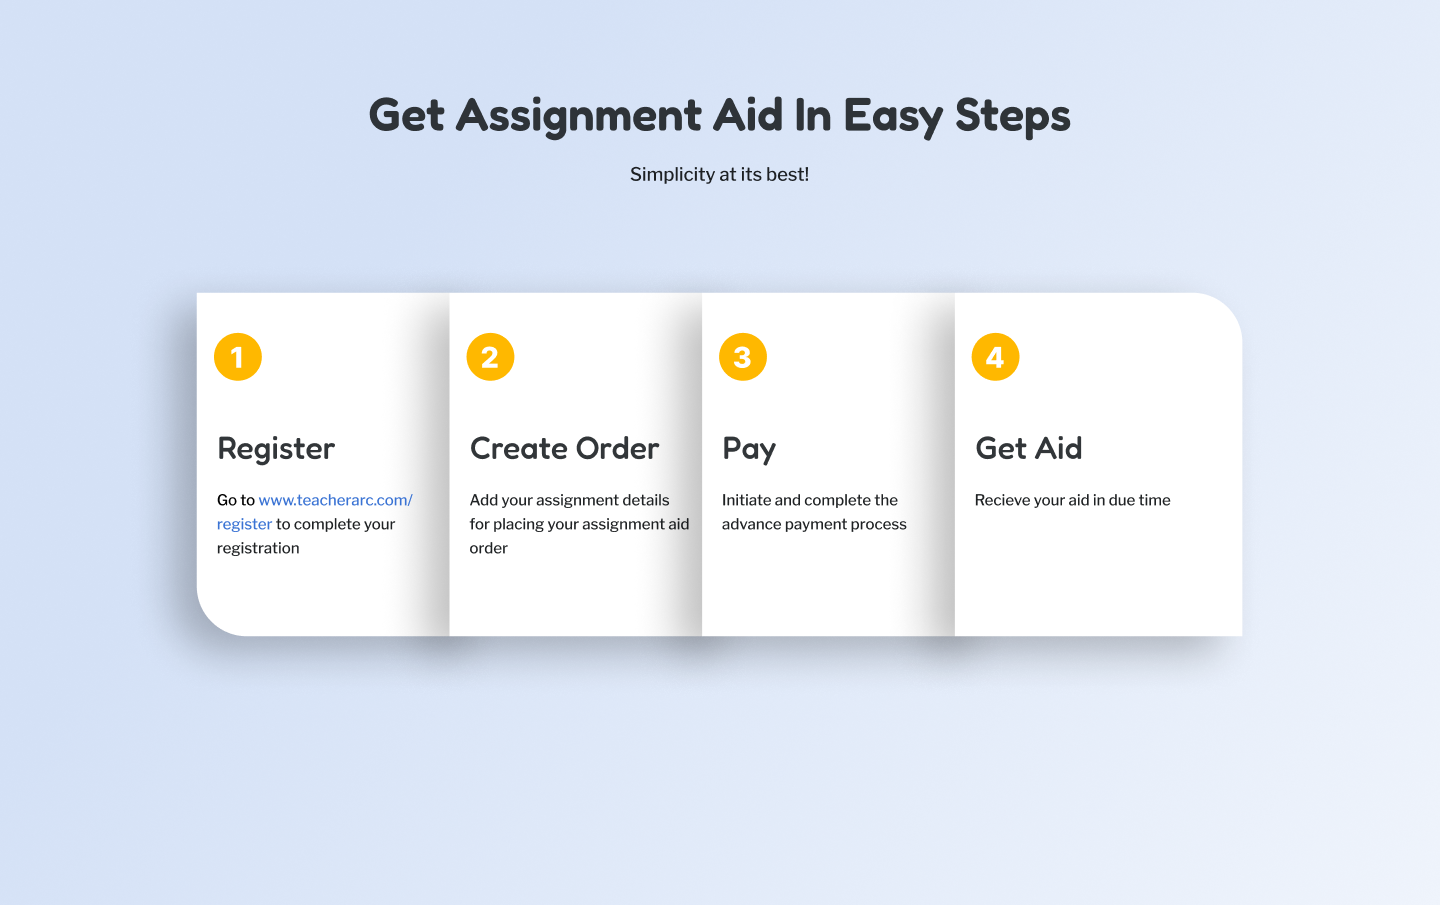 Get Assignment Aid In Easy Steps
Simplicity at its best!
1
Register
Go to www.teacherarc.com/
register to complete your
registration
2
Create Order
Add your assignment details
for placing your assignment aid
order
3
Pay
Initiate and complete the
advance payment process
4
Get Aid
Recieve your aid in due time